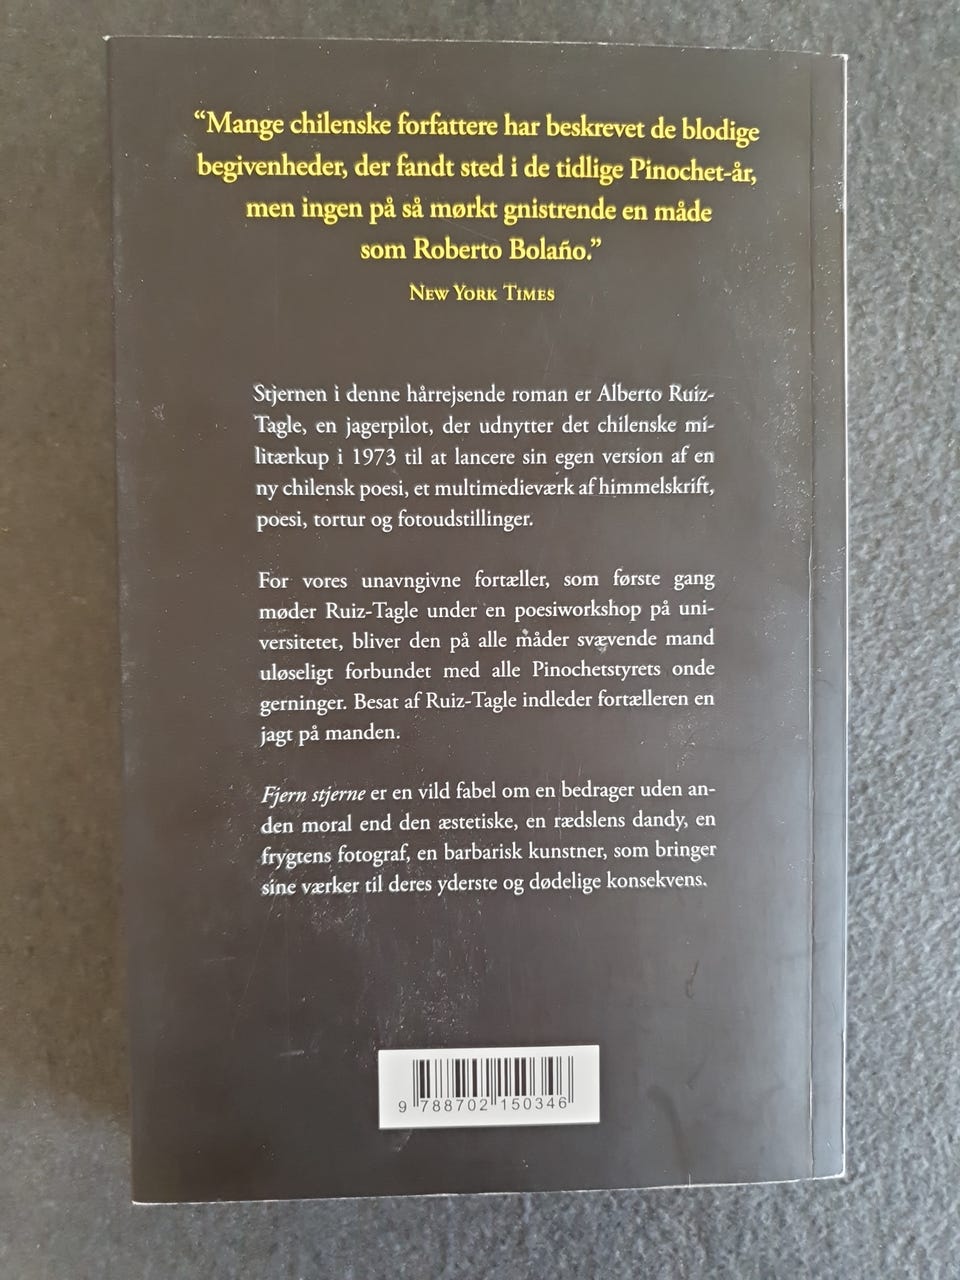 “Mange chilenske forfattere har beskrevet de blodige
begivenheder, der fandt sted i de tidlige Pinochet-år,
men ingen på så mørkt gnistrende en måde
som Roberto Bolaño.”
New York Times
Stjernen i denne hårrejsende roman er Alberto Ruiz-
Tagle, en jagerpilot, der udnytter det chilenske mi-
litærkup i 1973 til at lancere sin egen version af en
ny chilensk poesi, et multimedieværk af himmelskrift,
poesi, tortur og fotoudstillinger.
For vores unavngivne fortæller, som første gang
møder Ruiz-Tagle under en poesiworkshop på uni-
versitetet, bliver den på alle måder svævende mand
uløseligt forbundet med alle Pinochetstyrets onde
gerninger. Besat af Ruiz-Tagle indleder fortælleren en
jagt på manden.
Fjern stjerne er en vild fabel om en bedrager uden an-
den moral end den æstetiske, en rædslens dandy, en
frygtens fotograf, en barbarisk kunstner, som bringer
sine værker til deres yderste og dødelige konsekvens.
9 788702 150346